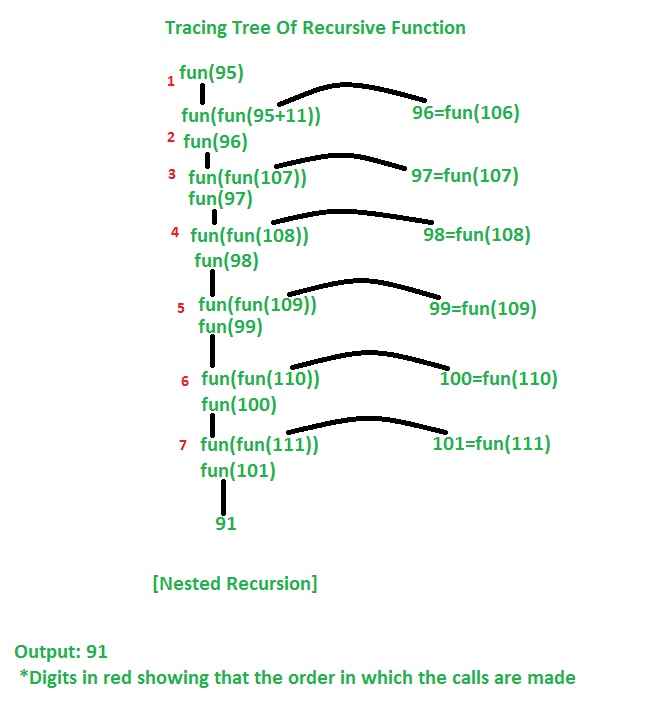 Tracing Tree Of Recursive Function
1 fun(95)
fun(fun(95+11)) 96=fun(106)
2 fun(96)
3 fun(fun(107)) 97=fun(107)
fun(97)
4 fun(fun(108)) 98=fun(108)
fun(98)
5 fun(fun(109)) 99=fun(109)
fun(99)
6 fun(fun(110)) 100=fun(110)
fun(100)
7 fun(fun(111)) 101=fun(111)
fun(101)
91
[Nested Recursion]
Output: 91
*Digits in red showing that the order in which the calls are made